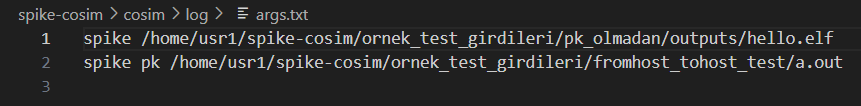 spike-cosim > cosim > log > args.txt
1 spike /home/usr1/spike-cosim/ornek_test_girdileri/pk_olmadan/outputs/hello.elf
2 spike pk /home/usr1/spike-cosim/ornek_test_girdileri/fromhost_tohost_test/a.out
3